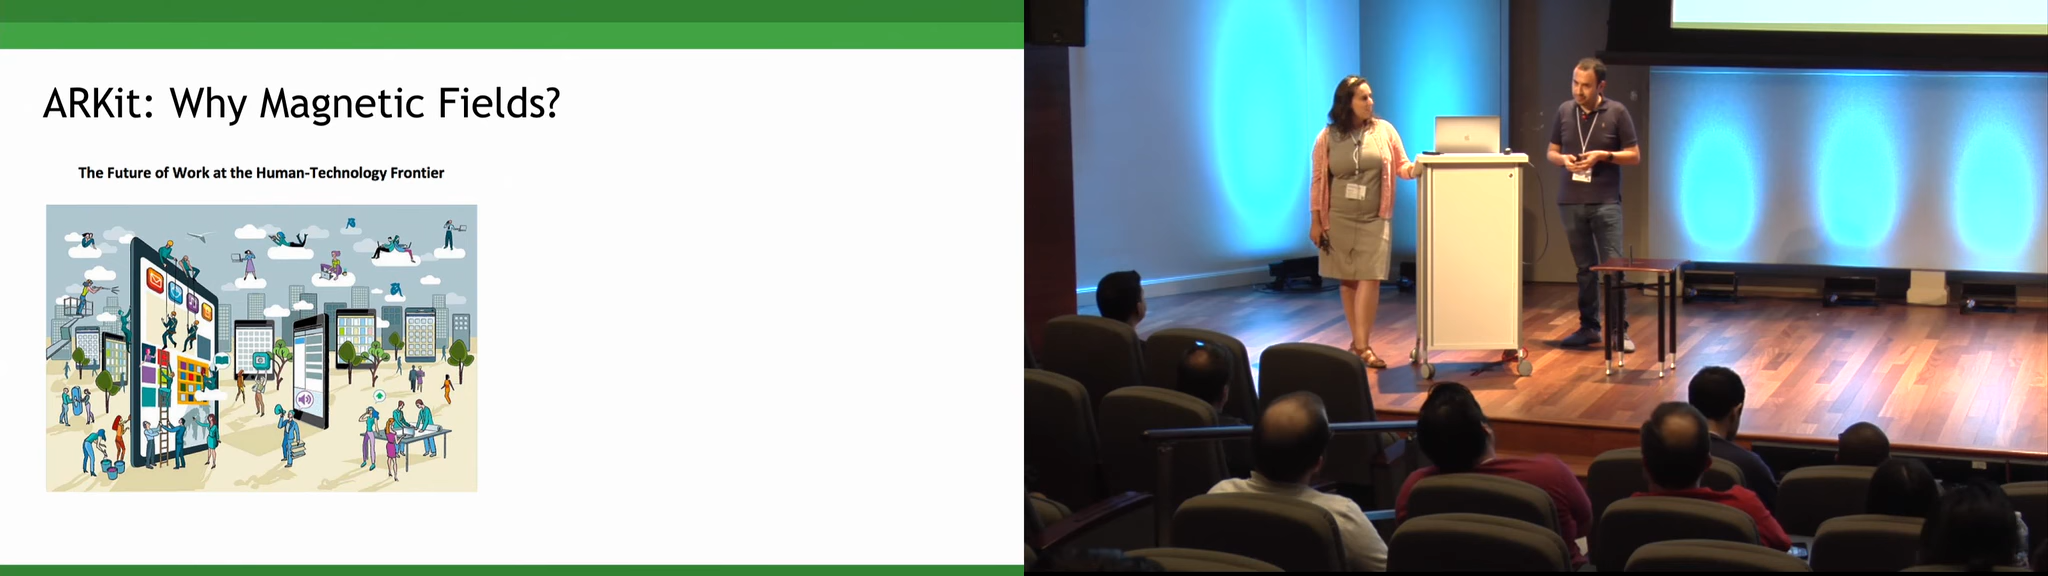 ARKit: Why Magnetic Fields?
The Future of Work at the Human-Technology Frontier